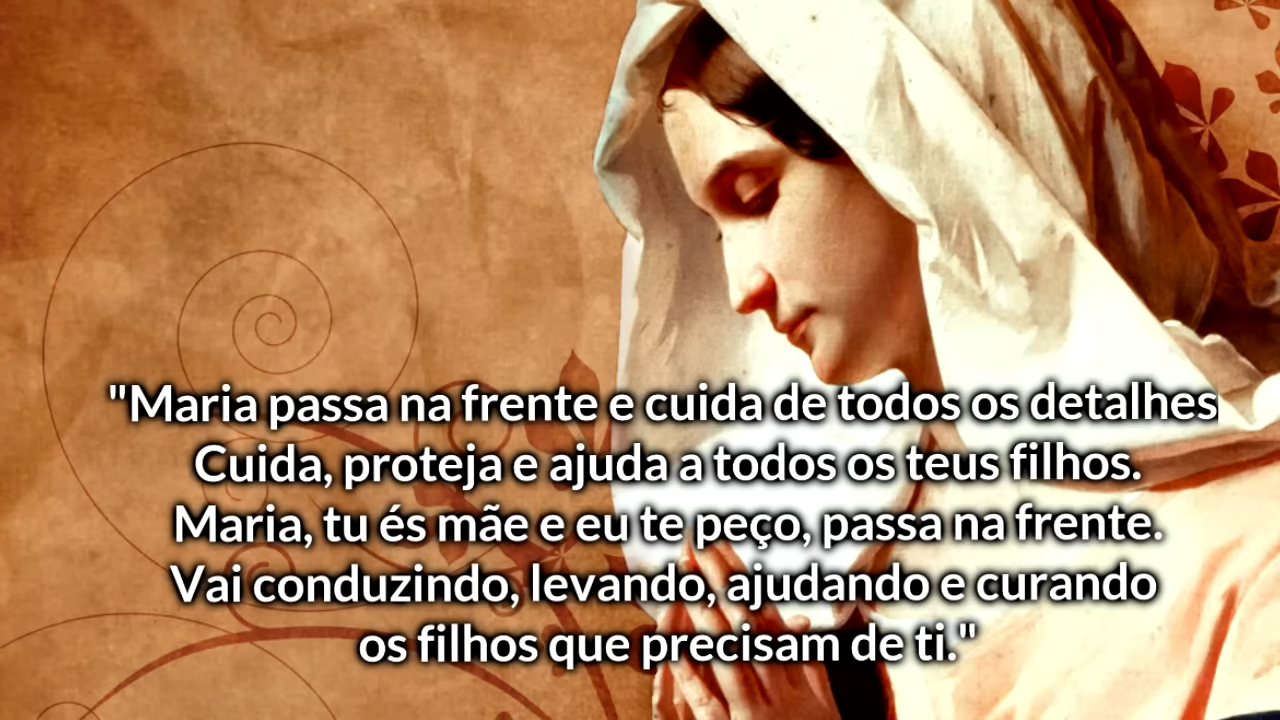 "Maria passa na frente e cuida de todos os detalhes
Cuida, proteja e ajuda a todos os teus filhos.
Maria, tu és mãe e eu te peço, passa na frente.
Vai conduzindo, levando, ajudando e curando
os filhos que precisam de ti."